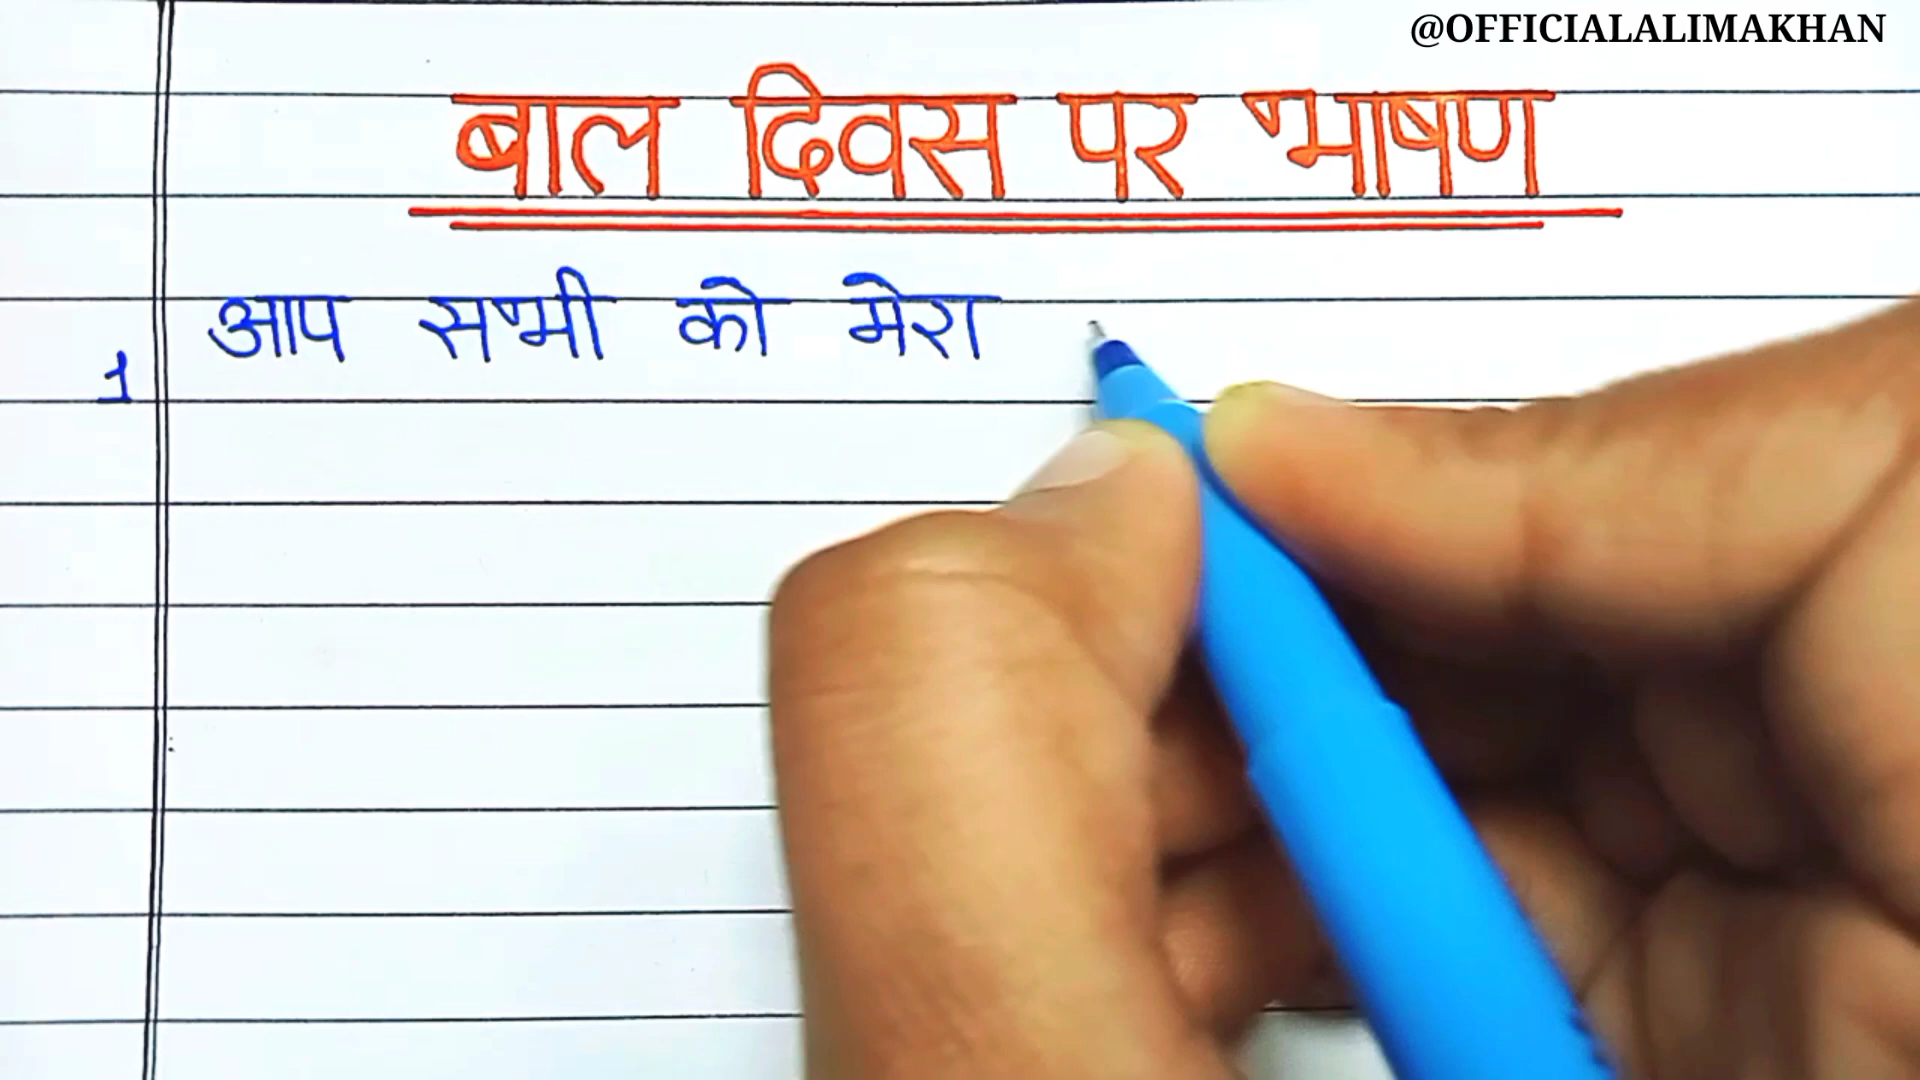 @OFFICIALALIMAKHAN
बाल दिवस पर भाषण
1 आप सभी को मेरा